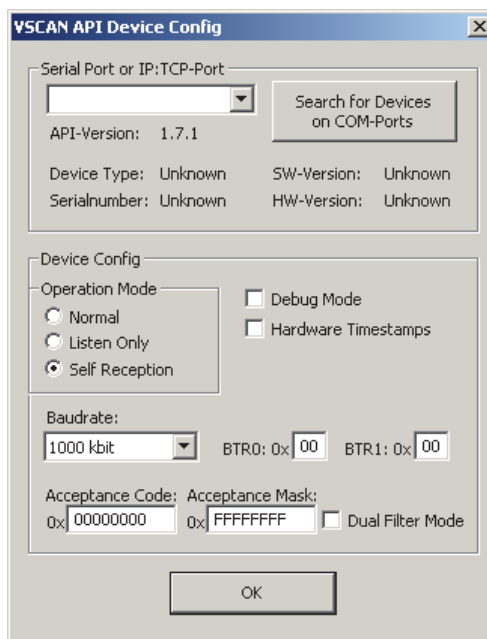 VSCAN API Device Config
Serial Port or IP:TCP-Port
Search for Devices
on COM-Ports
API-Version: 1.7.1
Device Type: Unknown SW-Version: Unknown
Serialnumber: Unknown HW-Version: Unknown
Device Config
Operation Mode
Normal
Listen Only
Self Reception
Debug Mode
Hardware Timestamps
Baudrate:
1000 kbit BTR0: 0x 00 BTR1: 0x 00
Acceptance Code: Acceptance Mask:
0x 00000000 0x FFFFFFFF Dual Filter Mode
OK